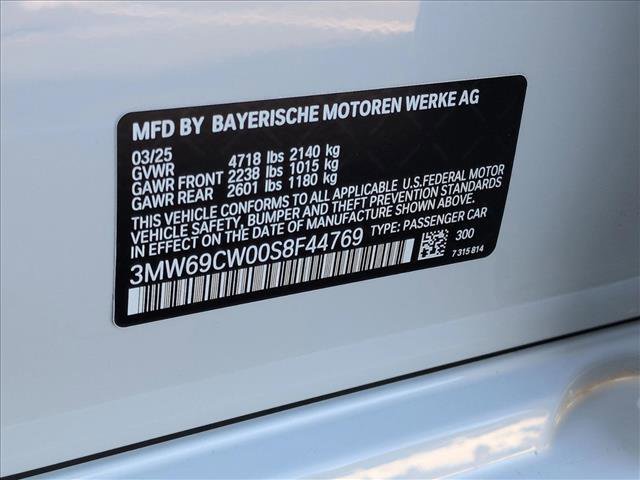 MFD BY BAYERISCHE MOTOREN WERKE AG
03/25
GVWR 4718 lbs 2140 kg
GAWR FRONT 2238 lbs 1015 kg
GAWR REAR 2601 lbs 1180 kg
THIS VEHICLE CONFORMS TO ALL APPLICABLE U.S.FEDERAL MOTOR
VEHICLE SAFETY, BUMPER AND THEFT PREVENTION STANDARDS
IN EFFECT ON THE DATE OF MANUFACTURE SHOWN ABOVE.
3MW69CW00S8F44769 TYPE: PASSENGER CAR
300
7 315 814